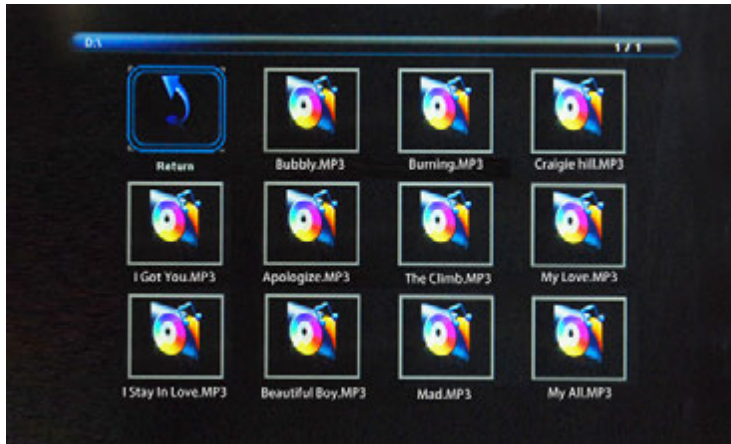 D:\
1 / 1
Return
Bubbly.MP3
Burning.MP3
Craigie hill.MP3
I Got You.MP3
Apologize.MP3
The Climb.MP3
My Love.MP3
I Stay In Love.MP3
Beautiful Boy.MP3
Mad.MP3
My All.MP3